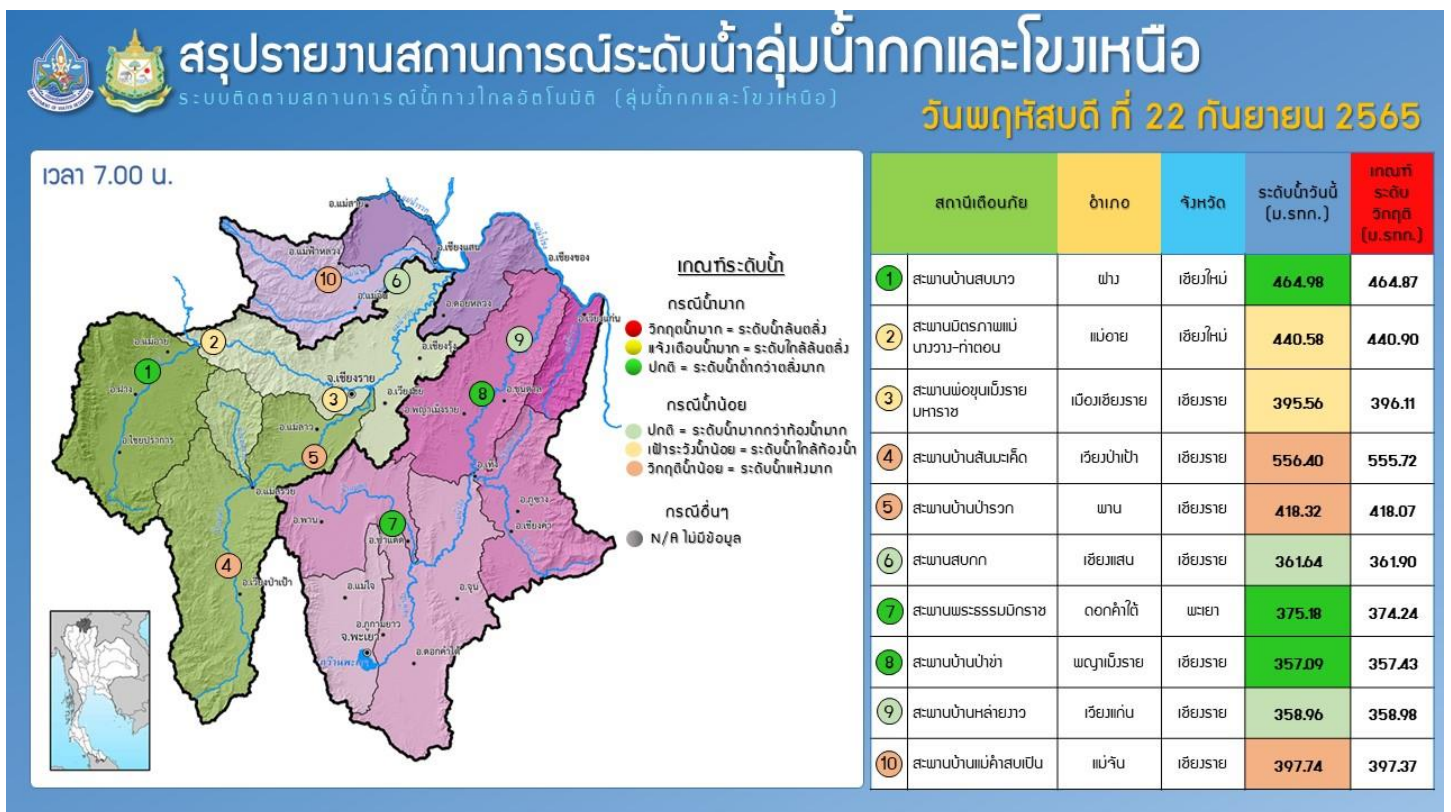 สรุปรายงานสถานการณ์ระดับน้ำลุ่มน้ำกกและโขงเหนือ
ระบบติดตามสถานการณ์น้ำทางไกลอัตโนมัติ (ลุ่มน้ำกกและโขงเหนือ)
วันพฤหัสบดี ที่ 22 กันยายน 2565
เวลา 7.00 น.
อ.แม่สาย
แม่น้ำรวก
อ.แม่ฟ้าหลวง
อ.เชียงแสน
แม่น้ำโขง
อ.เชียงของ
10
6
อ.แม่จัน
อ.ดอยหลวง
อ.เวียงแก่น
อ.แม่อาย
2
9
อ.เชียงรุ้ง
1
อ.ฝาง
จ.เชียงราย
3
อ.เวียงชัย
8
อ.ขุนตาล
อ.พญาเม็งราย
อ.แม่ลาว
อ.ไชยปราการ
5
อ.เทิง
อ.แม่สรวย
อ.ภูซาง
อ.พาน
7
อ.เชียงคำ
อ.ป่าแดด
4
อ.เวียงป่าเป้า
อ.แม่ใจ
อ.จุน
อ.ภูกามยาว
จ.พะเยา
กว๊านพะเยา
อ.ดอกคำใต้
เกณฑ์ระดับน้ำ
กรณีน้ำมาก
วิกฤตน้ำมาก = ระดับน้ำล้นตลิ่ง
แจ้งเตือนน้ำมาก = ระดับใกล้ล้นตลิ่ง
ปกติ = ระดับน้ำต่ำกว่าตลิ่งมาก
กรณีน้ำน้อย
ปกติ = ระดับน้ำมากกว่าท้องน้ำมาก
เฝ้าระวังน้ำน้อย = ระดับน้ำใกล้ท้องน้ำ
วิกฤติน้ำน้อย = ระดับน้ำแห้งมาก
กรณีอื่นๆ
N/A ไม่มีข้อมูล
สถานีเตือนภัย อำเภอ จังหวัด ระดับน้ำวันนี้ (ม.รทก.) เกณฑ์ระดับวิกฤติ (ม.รทก.)
1 สะพานบ้านสบมาว ฝาง เชียงใหม่ 464.98 464.87
2 สะพานมิตรภาพแม่นางวาง-ท่าตอน แม่อาย เชียงใหม่ 440.58 440.90
3 สะพานพ่อขุนเม็งรายมหาราช เมืองเชียงราย เชียงราย 395.56 396.11
4 สะพานบ้านสันมะเค็ด เวียงป่าเป้า เชียงราย 556.40 555.72
5 สะพานบ้านป่ารวก พาน เชียงราย 418.32 418.07
6 สะพานสบกก เชียงแสน เชียงราย 361.64 361.90
7 สะพานพระธรรมมิกราช ดอกคำใต้ พะเยา 375.18 374.24
8 สะพานบ้านป่าข่า พญาเม็งราย เชียงราย 357.09 357.43
9 สะพานบ้านหล่ายงาว เวียงแก่น เชียงราย 358.96 358.98
10 สะพานบ้านแม่คำสบเปิน แม่จัน เชียงราย 397.74 397.37